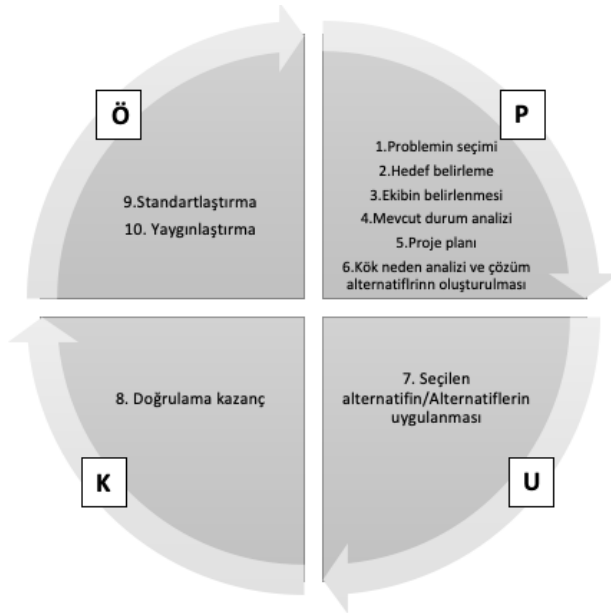 P
1.Problemin seçimi
2.Hedef belirleme
3.Ekibin belirlenmesi
4.Mevcut durum analizi
5.Proje planı
6.Kök neden analizi ve çözüm
alternatiflrinn oluşturulması
U
7. Seçilen
alternatifin/Alternatiflerin
uygulanması
K
8. Doğrulama kazanç
Ö
9.Standartlaştırma
10. Yaygınlaştırma